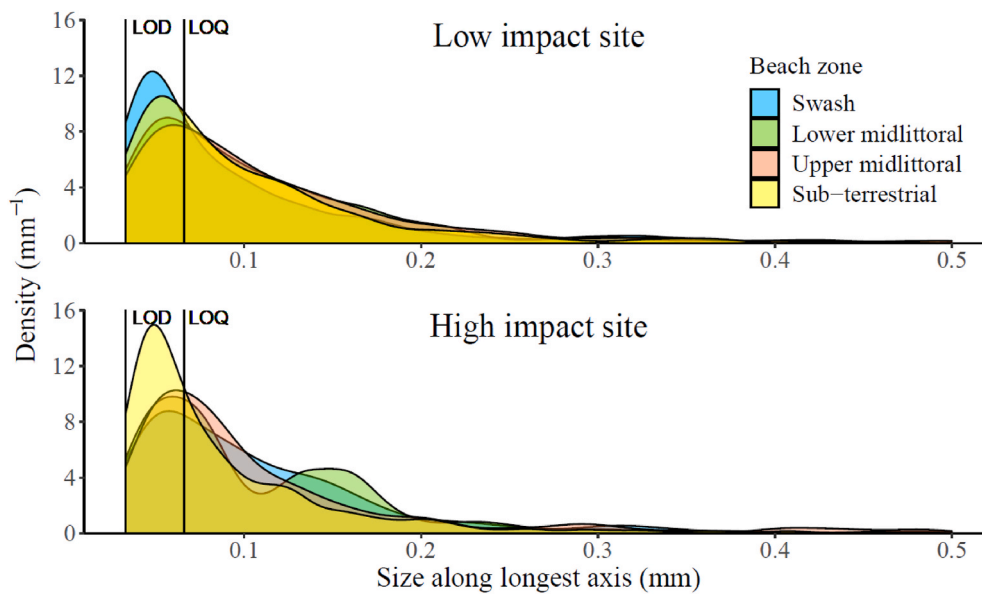 16
12
8
4
0
LOD LOQ
Low impact site
Beach zone
Swash
Lower midlittoral
Upper midlittoral
Sub−terrestrial
0.1 0.2 0.3 0.4 0.5
Density (mm⁻¹)
16
12
8
4
0
LOD LOQ
High impact site
0.1 0.2 0.3 0.4 0.5
Size along longest axis (mm)